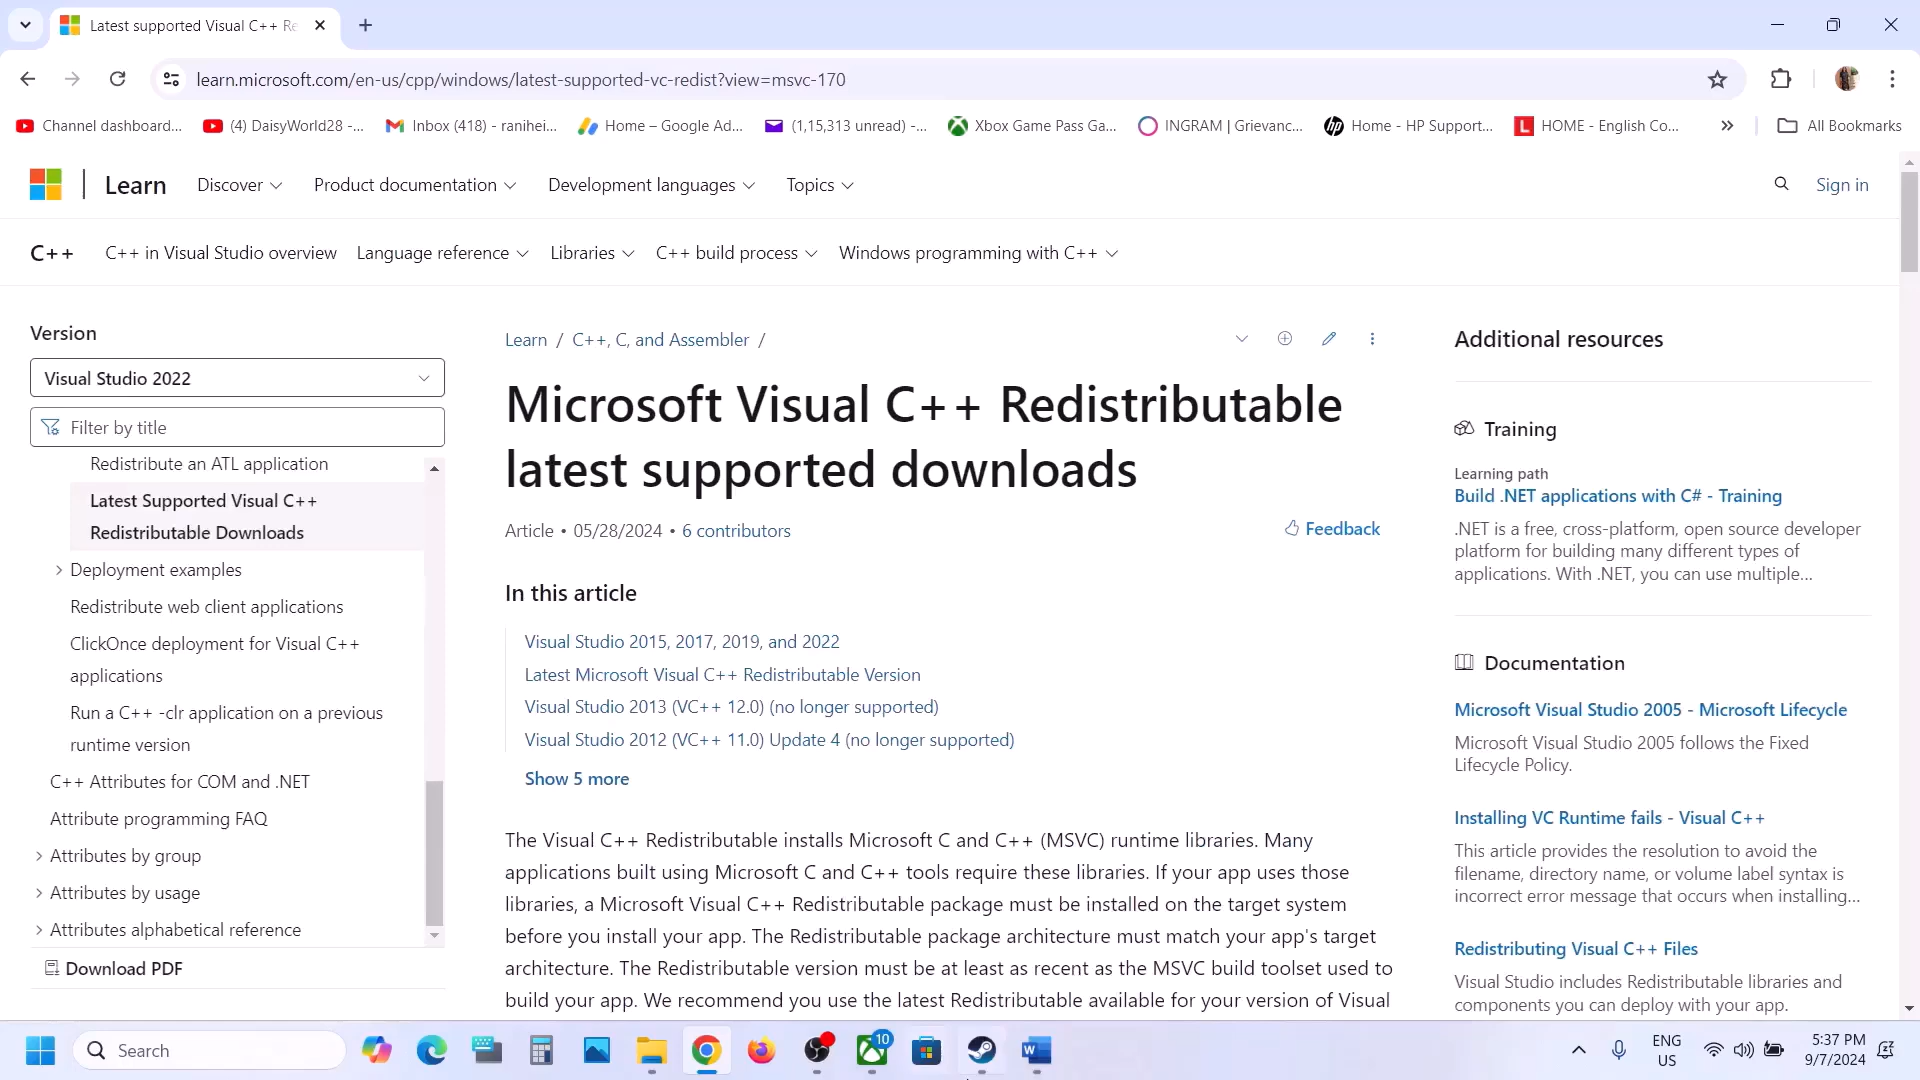 Latest supported Visual C++ Re
learn.microsoft.com/en-us/cpp/windows/latest-supported-vc-redist?view=msvc-170
Channel dashboard...
(4) DaisyWorld28 -...
Inbox (418) - ranihei...
Home – Google Ad...
(1,15,313 unread) -...
Xbox Game Pass Ga...
INGRAM | Grievanc...
Home - HP Support...
HOME - English Co...
All Bookmarks
Learn
Discover
Product documentation
Development languages
Topics
Sign in
C++
C++ in Visual Studio overview
Language reference
Libraries
C++ build process
Windows programming with C++
Version
Visual Studio 2022
Filter by title
Redistribute an ATL application
Latest Supported Visual C++
Redistributable Downloads
Deployment examples
Redistribute web client applications
ClickOnce deployment for Visual C++
applications
Run a C++ -clr application on a previous
runtime version
C++ Attributes for COM and .NET
Attribute programming FAQ
Attributes by group
Attributes by usage
Attributes alphabetical reference
Download PDF
Learn / C++, C, and Assembler /
Microsoft Visual C++ Redistributable
latest supported downloads
Article • 05/28/2024 • 6 contributors
Feedback
In this article
Visual Studio 2015, 2017, 2019, and 2022
Latest Microsoft Visual C++ Redistributable Version
Visual Studio 2013 (VC++ 12.0) (no longer supported)
Visual Studio 2012 (VC++ 11.0) Update 4 (no longer supported)
Show 5 more
The Visual C++ Redistributable installs Microsoft C and C++ (MSVC) runtime libraries. Many
applications built using Microsoft C and C++ tools require these libraries. If your app uses those
libraries, a Microsoft Visual C++ Redistributable package must be installed on the target system
before you install your app. The Redistributable package architecture must match your app's target
architecture. The Redistributable version must be at least as recent as the MSVC build toolset used to
build your app. We recommend you use the latest Redistributable available for your version of Visual
Additional resources
Training
Learning path
Build .NET applications with C# - Training
.NET is a free, cross-platform, open source developer
platform for building many different types of
applications. With .NET, you can use multiple...
Documentation
Microsoft Visual Studio 2005 - Microsoft Lifecycle
Microsoft Visual Studio 2005 follows the Fixed
Lifecycle Policy.
Installing VC Runtime fails - Visual C++
This article provides the resolution to avoid the
filename, directory name, or volume label syntax is
incorrect error message that occurs when installing...
Redistributing Visual C++ Files
Visual Studio includes Redistributable libraries and
components you can deploy with your app.
Search
10
ENG
US
5:37 PM
9/7/2024